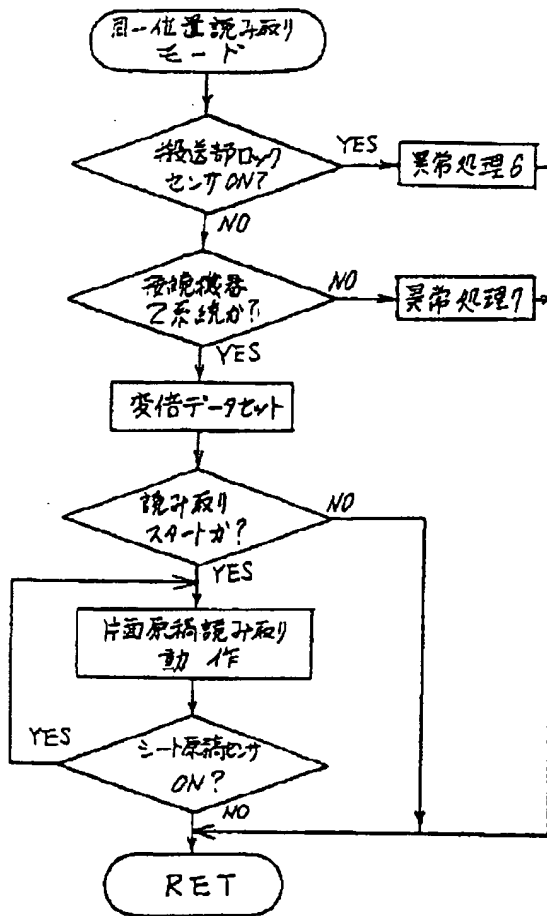 同一位置読み取り
モード
搬送部ロック
センサON?
YES
異常処理6
NO
接続機器
2系統か?
NO
異常処理7
YES
変倍データセット
読み取り
スタートか?
NO
YES
片面原稿読み取り
動作
YES
シート原稿センサ
ON?
NO
RET